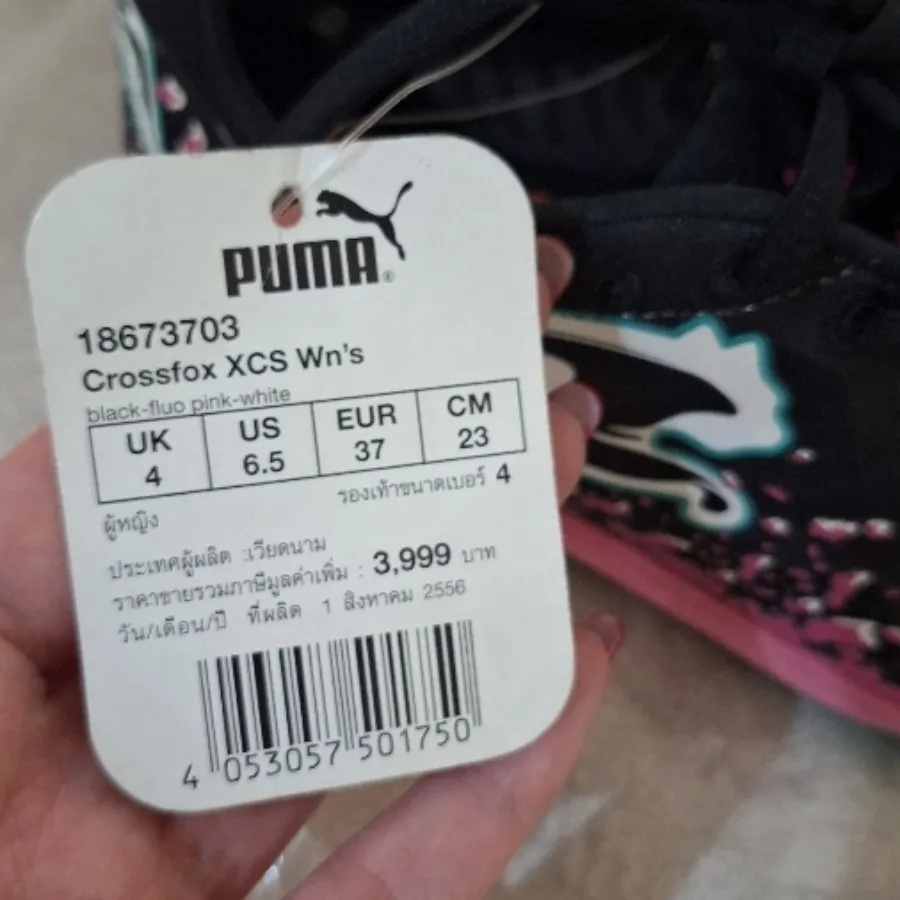 PUMA®
18673703
Crossfox XCS Wn's
black-fluo pink-white
UK US EUR CM
4 6.5 37 23
รองเท้าขนาดเบอร์ 4
ผู้หญิง
ประเทศผู้ผลิต :เวียดนาม
ราคาขายรวมภาษีมูลค่าเพิ่ม : 3,999 บาท
วัน/เดือน/ปี ที่ผลิต 1 สิงหาคม 2556
4 053057 501750